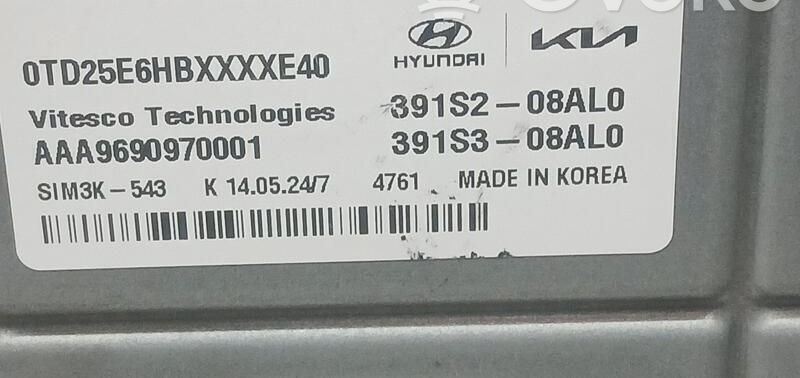 HYUNDAI KIA
0TD25E6HBXXXXE40
Vitesco Technologies 391S2-08AL0
AAA9690970001 391S3-08AL0
SIM3K-543 K 14.05.24/7 4761 MADE IN KOREA